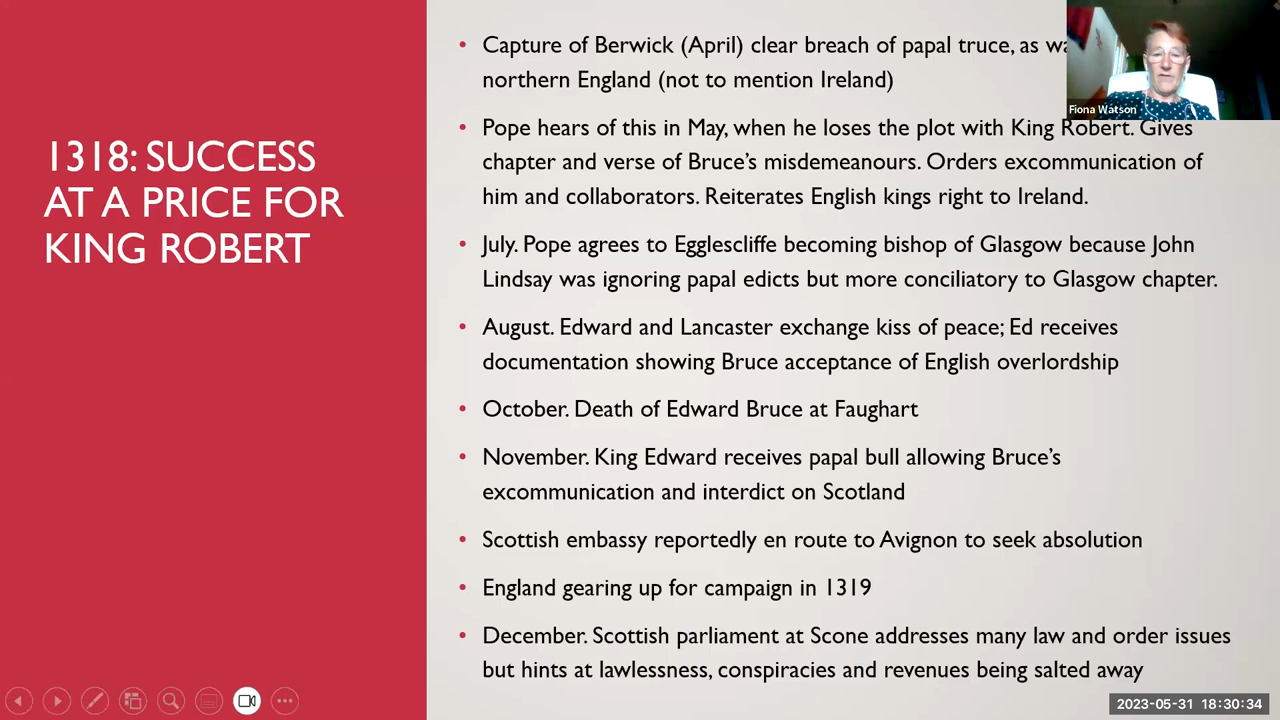 1318: SUCCESS
AT A PRICE FOR
KING ROBERT
• Capture of Berwick (April) clear breach of papal truce, as
northern England (not to mention Ireland)
• Pope hears of this in May, when he loses the plot with King Robert. Gives
chapter and verse of Bruce's misdemeanours. Orders excommunication of
him and collaborators. Reiterates English kings right to Ireland.
• July. Pope agrees to Egglescliffe becoming bishop of Glasgow because John
Lindsay was ignoring papal edicts but more conciliatory to Glasgow chapter.
• August. Edward and Lancaster exchange kiss of peace; Ed receives
documentation showing Bruce acceptance of English overlordship
• October. Death of Edward Bruce at Faughart
• November. King Edward receives papal bull allowing Bruce's
excommunication and interdict on Scotland
• Scottish embassy reportedly en route to Avignon to seek absolution
• England gearing up for campaign in 1319
• December. Scottish parliament at Scone addresses many law and order issues
but hints at lawlessness, conspiracies and revenues being salted away
Fiona Watson
2023-05-31 18:30:34